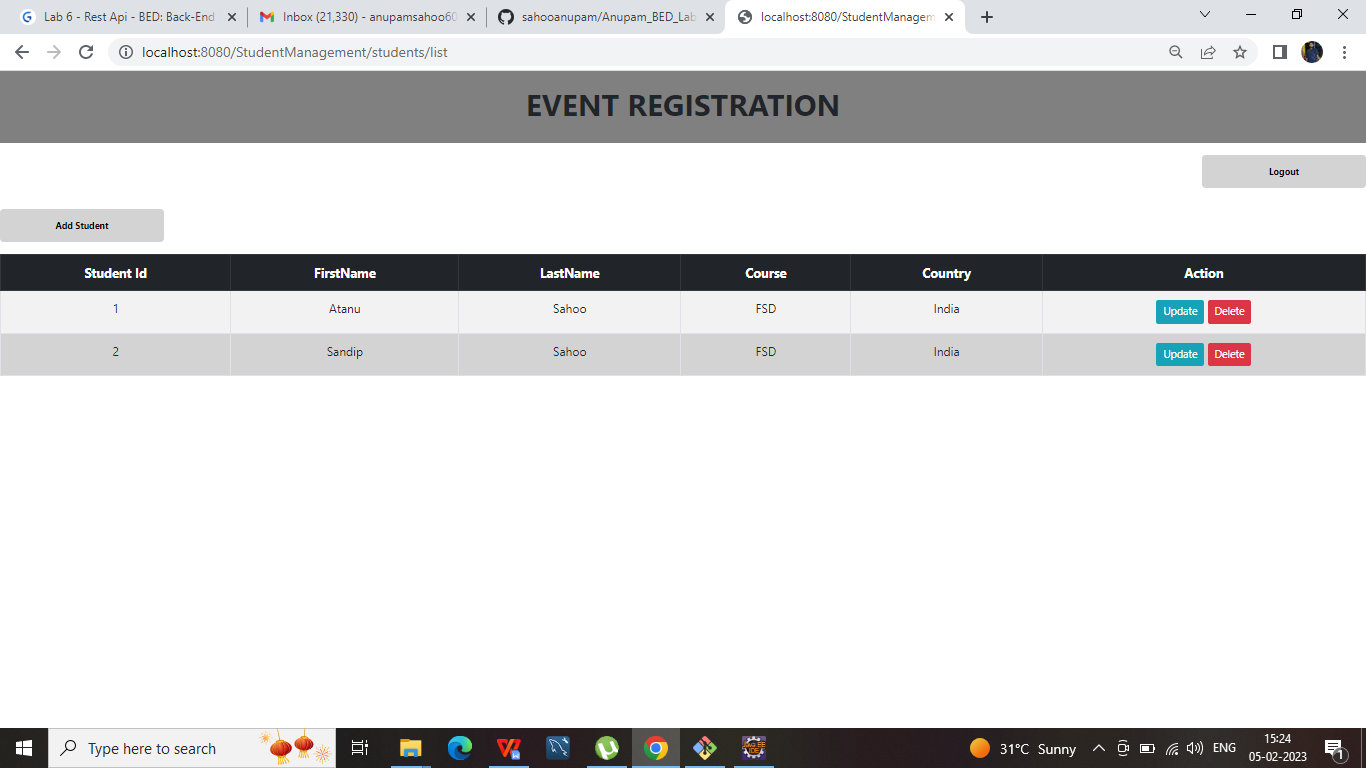 Lab 6 - Rest Api - BED: Back-End
Inbox (21,330) - anupamsahoo60
sahooanupam/Anupam_BED_Lab
localhost:8080/StudentManagem
localhost:8080/StudentManagement/students/list
EVENT REGISTRATION
Logout
Add Student
Student Id FirstName LastName Course Country Action
1 Atanu Sahoo FSD India Update Delete
2 Sandip Sahoo FSD India Update Delete
Type here to search
31°C Sunny
ENG
15:24
05-02-2023
1